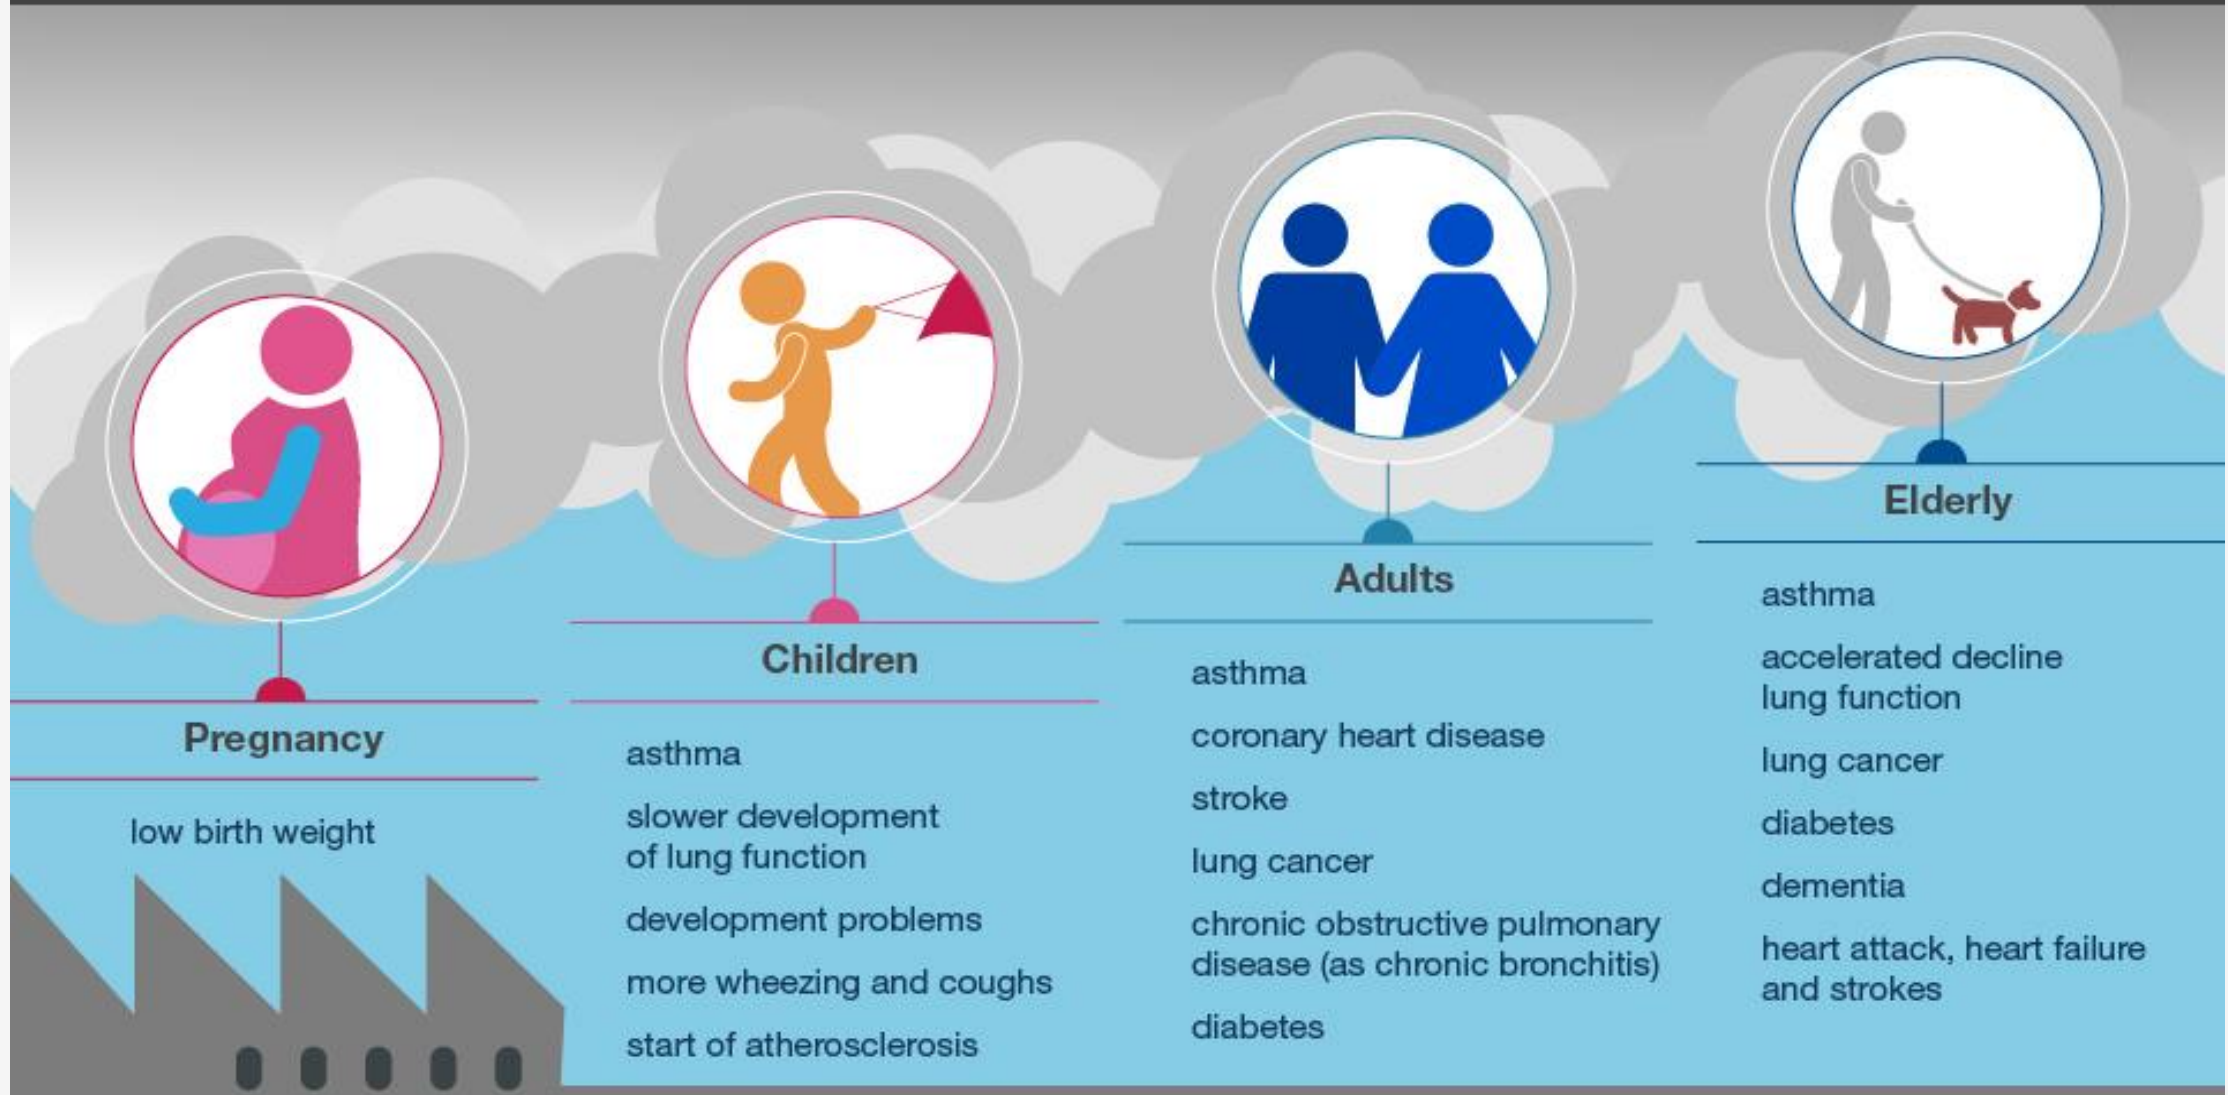 Pregnancy
low birth weight
Children
asthma
slower development
of lung function
development problems
more wheezing and coughs
start of atherosclerosis
Adults
asthma
coronary heart disease
stroke
lung cancer
chronic obstructive pulmonary
disease (as chronic bronchitis)
diabetes
Elderly
asthma
accelerated decline
lung function
lung cancer
diabetes
dementia
heart attack, heart failure
and strokes